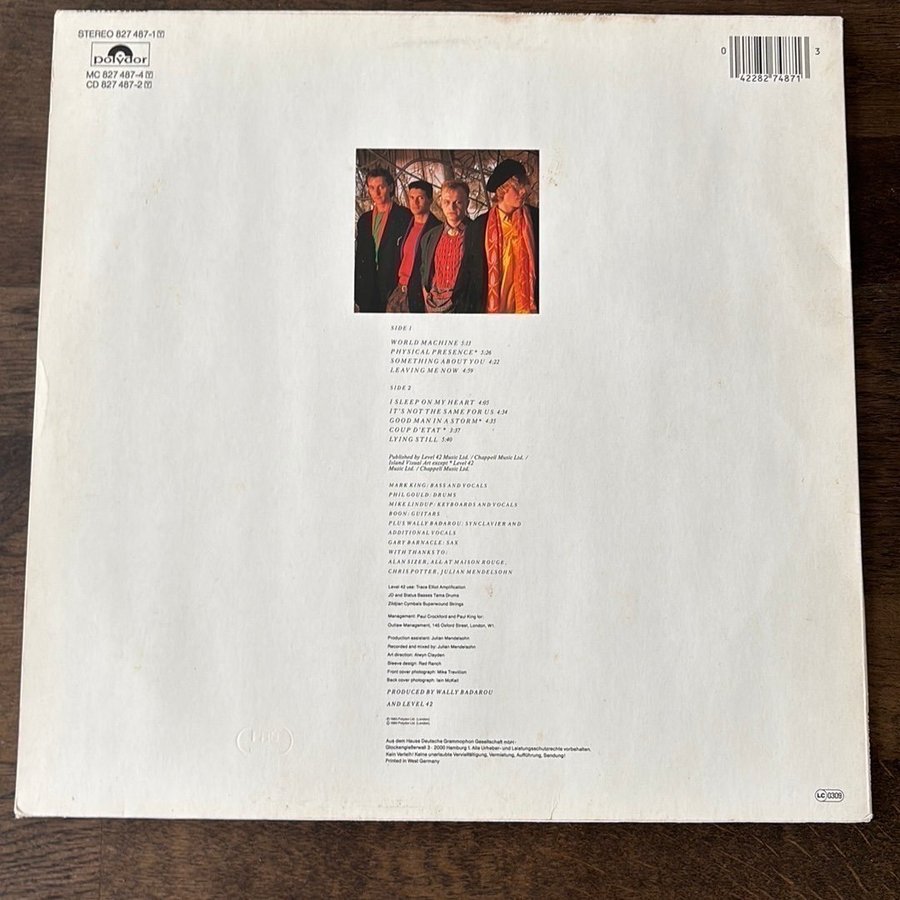 STEREO 827 487-1 Y
polydor
MC 827 487-4 Y
CD 827 487-2 Y
0 42282 74871 3
SIDE 1
WORLD MACHINE 5:13
PHYSICAL PRESENCE* 5:26
SOMETHING ABOUT YOU 4:22
LEAVING ME NOW 4:59
SIDE 2
I SLEEP ON MY HEART 4:05
IT'S NOT THE SAME FOR US 4:54
GOOD MAN IN A STORM* 4:35
COUP D'ETAT* 3:37
LYING STILL 5:40
Published by Level 42 Music Ltd. / Chappell Music Ltd. /
Island Visual Art except * Level 42
Music Ltd. / Chappell Music Ltd.
MARK KING: BASS AND VOCALS
PHIL GOULD: DRUMS
MIKE LINDUP: KEYBOARDS AND VOCALS
BOON: GUITARS
PLUS WALLY BADAROU: SYNCLAVIER AND
ADDITIONAL VOCALS
GARY BARNACLE: SAX
WITH THANKS TO:
ALAN SIZER, ALL AT MAISON ROUGE,
CHRIS POTTER, JULIAN MENDELSOHN
Level 42 use: Trace Elliot Amplification
JD and Status Basses Tama Drums
Zildjian Cymbals Superwound Strings
Management: Paul Crockford and Paul King for:
Outlaw Management, 145 Oxford Street, London, W1.
Production assistant: Julian Mendelsohn
Recorded and mixed by: Julian Mendelsohn
Art direction: Alwyn Clayden
Sleeve design: Red Ranch
Front cover photograph: Mike Trevillion
Back cover photograph: Iain McKell
PRODUCED BY WALLY BADAROU
AND LEVEL 42
℗ 1985 Polydor Ltd. (London)
© 1985 Polydor Ltd. (London)
Aus dem Hause Deutsche Grammophon Gesellschaft mbH ·
Glockengießerwall 3 · 2000 Hamburg 1. Alle Urheber- und Leistungsschutzrechte vorbehalten.
Kein Verleih! Keine unerlaubte Vervielfältigung, Vermietung, Aufführung, Sendung!
Printed in West Germany
LC 0309